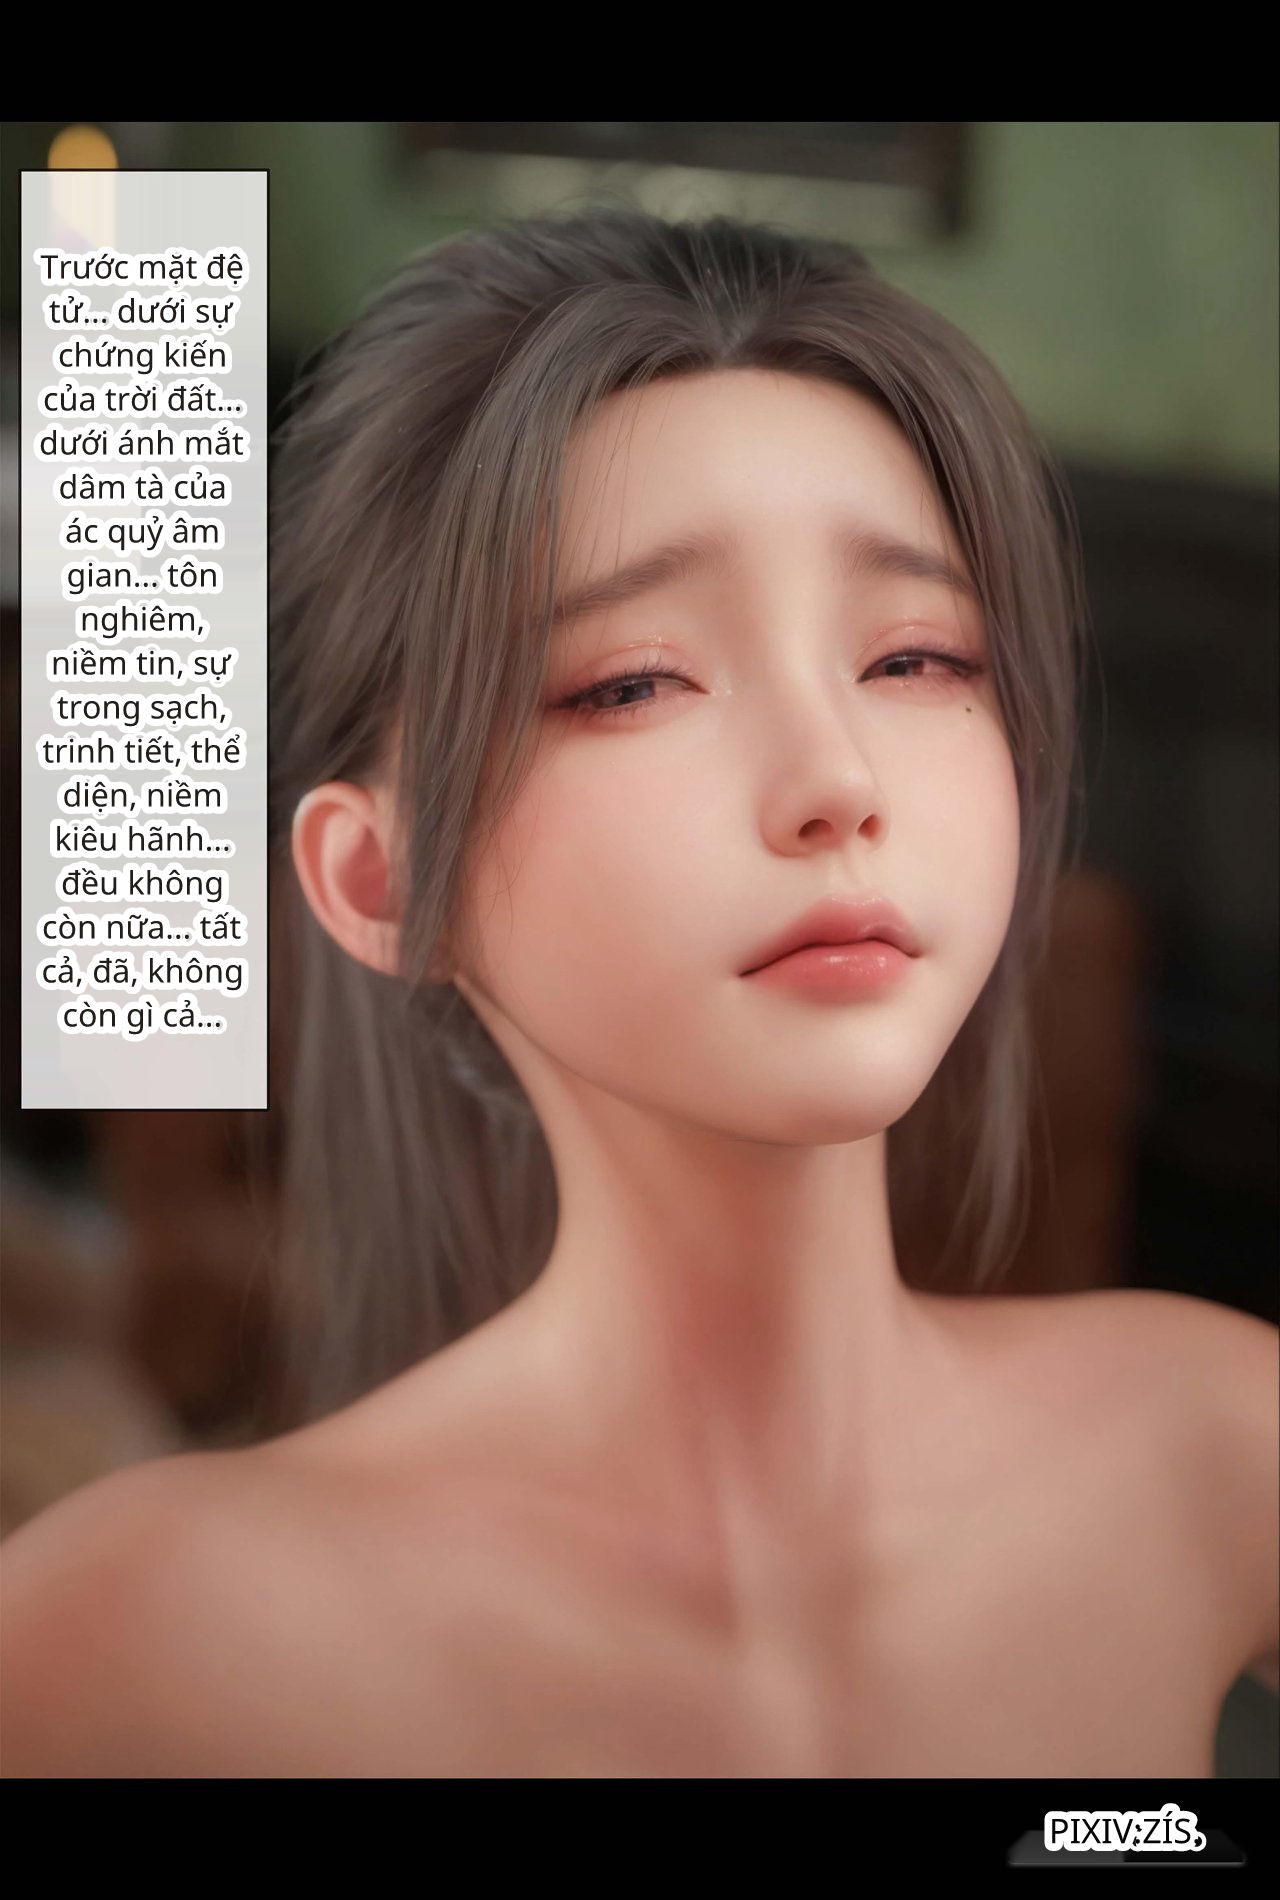 Trước mặt đệ
tử... dưới sự
chứng kiến
của trời đất...
dưới ánh mắt
dâm tà của
ác quỷ âm
gian... tôn
nghiêm,
niềm tin, sự
trong sạch,
trinh tiết, thể
diện, niềm
kiêu hãnh...
đều không
còn nữa... tất
cả, đã, không
còn gì cả...
PIXIV:ZÍS,